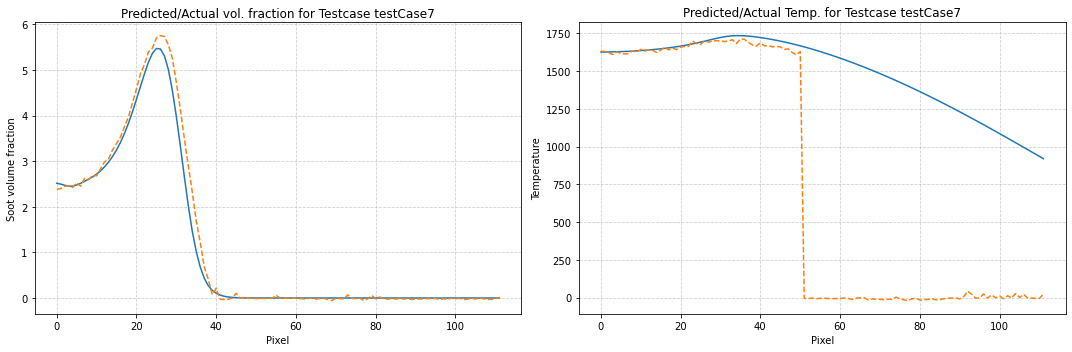 Predicted/Actual vol. fraction for Testcase testCase7
6
5
4
3
2
1
0
Soot volume fraction
0 20 40 60 80 100
Pixel
Predicted/Actual Temp. for Testcase testCase7
1750
1500
1250
1000
750
500
250
0
Temperature
0 20 40 60 80 100
Pixel